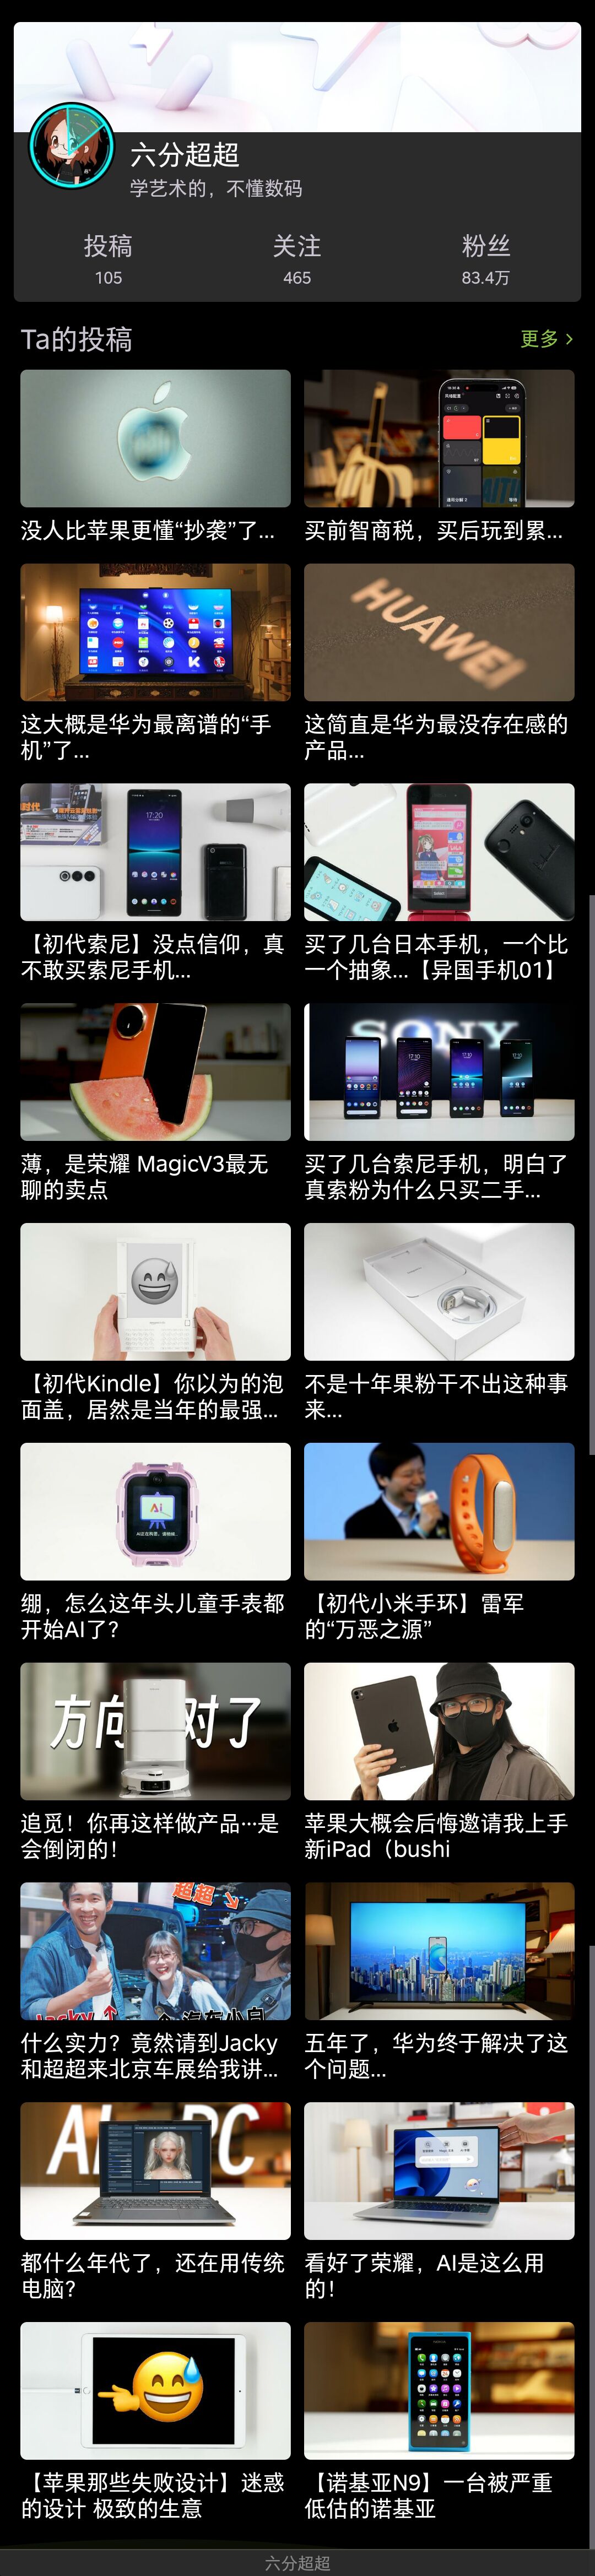 六分超超
学艺术的，不懂数码
投稿
关注
粉丝
105
465
83.4万
Ta的投稿
更多
没人比苹果更懂“抄袭”了...
买前智商税，买后玩到累...
HUAWEI
这大概是华为最离谱的“手
机”了...
这简直是华为最没存在感的
产品...
17:20
【初代索尼】没点信仰，真
不敢买索尼手机...
买了几台日本手机，一个比
一个抽象...【异国手机01】
SONY
薄，是荣耀 MagicV3最无
聊的卖点
买了几台索尼手机，明白了
真索粉为什么只买二手...
【初代Kindle】你以为的泡
面盖，居然是当年的最强...
不是十年果粉干不出这种事
来...
Ai
绷，怎么这年头儿童手表都
开始AI了？
【初代小米手环】雷军
的“万恶之源”
方向对了
追觅！你再这样做产品···是
会倒闭的！
苹果大概会后悔邀请我上手
新iPad（bushi
超超
Jacky
什么实力？竟然请到Jacky
和超超来北京车展给我讲...
五年了，华为终于解决了这
个问题...
AI PC
都什么年代了，还在用传统
电脑？
看好了荣耀，AI是这么用
的！
【苹果那些失败设计】迷惑
的设计 极致的生意
【诺基亚N9】一台被严重
低估的诺基亚
六分超超